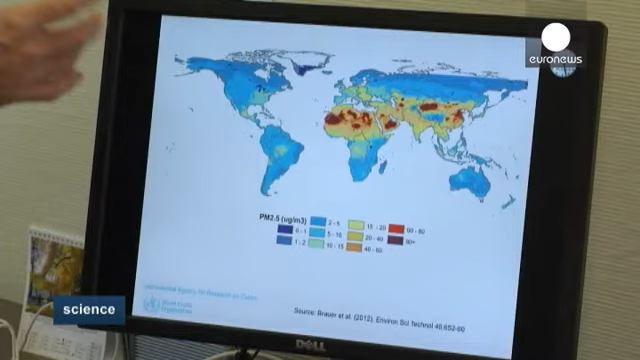 euronews
PM2.5 (ug/m3)
0 - 1
1 - 2
2 - 5
5 - 10
10 - 15
15 - 20
20 - 40
40 - 60
60 - 80
80+
International Agency for Research on Cancer
World Health
Organization
Source: Brauer et al. (2012). Environ Sci Technol 46:652-60
science
DELL